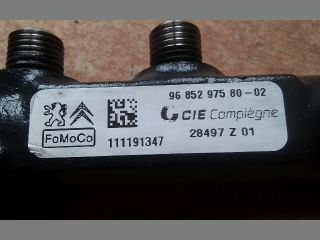 96 852 975 80-02
CIE Compiègne
FoMoCo
111191347
28497 Z 01